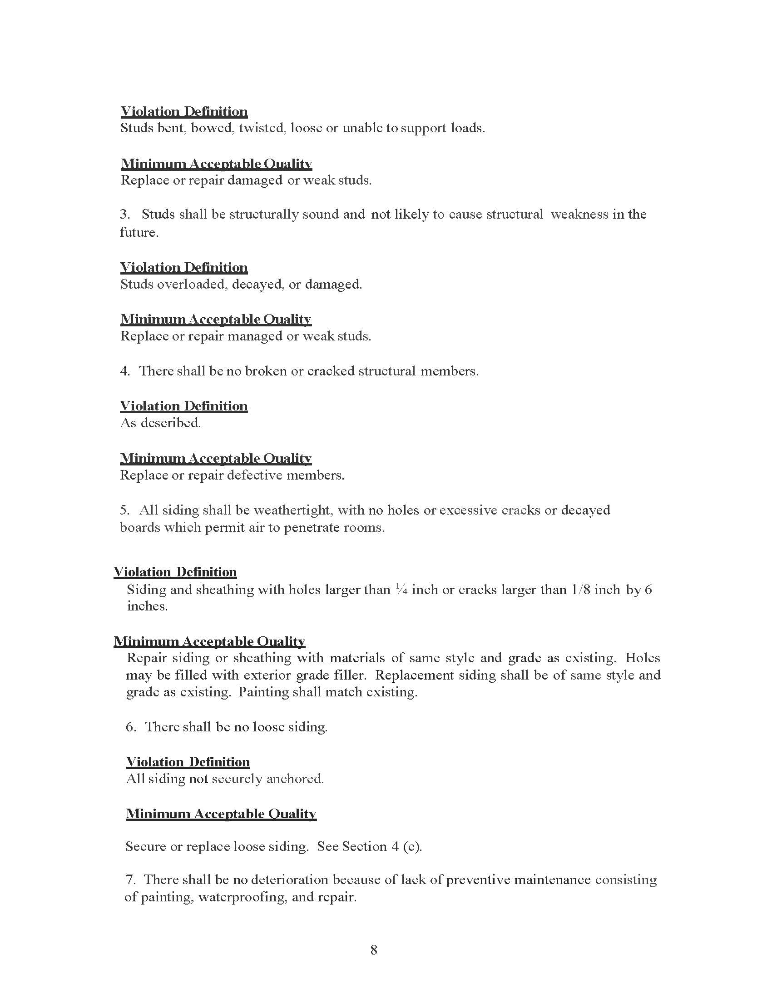 Violation Definition
Studs bent, bowed, twisted, loose or unable to support loads.
Minimum Acceptable Quality
Replace or repair damaged or weak studs.
3. Studs shall be structurally sound and not likely to cause structural weakness in the
future.
Violation Definition
Studs overloaded, decayed, or damaged.
Minimum Acceptable Quality
Replace or repair managed or weak studs.
4. There shall be no broken or cracked structural members.
Violation Definition
As described.
Minimum Acceptable Quality
Replace or repair defective members.
5. All siding shall be weathertight, with no holes or excessive cracks or decayed
boards which permit air to penetrate rooms.
Violation Definition
Siding and sheathing with holes larger than ¼ inch or cracks larger than 1/8 inch by 6
inches.
Minimum Acceptable Quality
Repair siding or sheathing with materials of same style and grade as existing. Holes
may be filled with exterior grade filler. Replacement siding shall be of same style and
grade as existing. Painting shall match existing.
6. There shall be no loose siding.
Violation Definition
All siding not securely anchored.
Minimum Acceptable Quality
Secure or replace loose siding. See Section 4 (c).
7. There shall be no deterioration because of lack of preventive maintenance consisting
of painting, waterproofing, and repair.
8